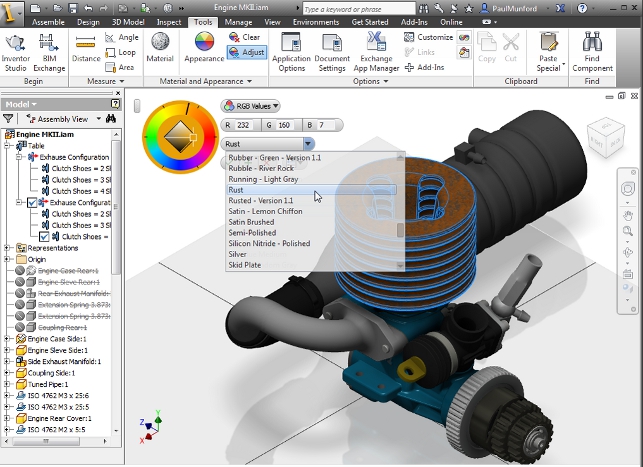 Engine MKII.iam
Type a keyword or phrase
PaulMunford
Assemble Design 3D Model Inspect Tools Manage View Environments Get Started Add-Ins Online
Inventor Studio
BIM Exchange
Distance
Angle
Loop
Area
Material
Appearance
Clear
Adjust
Application Options
Document Settings
Exchange App Manager
Customize
Links
Add-Ins
Paste Special
Find Component
Begin Measure Material and Appearance Options Clipboard Content
Model
Assembly View
Engine MKII.iam
Table
Exhause Configuration
Clutch Shoes = 2 Sl
Clutch Shoes = 3 Sl
Clutch Shoes = 4 Sl
Exhause Configurati
Clutch Shoes = 2 S
Clutch Shoes = 3 S
Clutch Shoes =
Representations
Origin
Engine Case Rear:1
Engine Sleve Rear:1
Rear Exhaust Manifold:
Extension Spring 3.873:
Extension Spring 3.873:
Coupling Rear:1
Engine Case Side:1
Engine Sleve Side:1
Side Exhaust Manifold:1
Coupling Side:1
Tuned Pipe:1
ISO 4762 M3 x 25:6
ISO 4762 M3 x 5:5
Engine Rear Cover:1
ISO 4762 M2 x 5:1
RGB Values
R 232 G 160 B 7
Rust
Rubber - Green - Version 1.1
Rubble - River Rock
Running - Light Gray
Rust
Rusted - Version 1.1
Satin - Lemon Chiffon
Satin Brushed
Semi-Polished
Silicon Nitride - Polished
Silver
Skid Plate